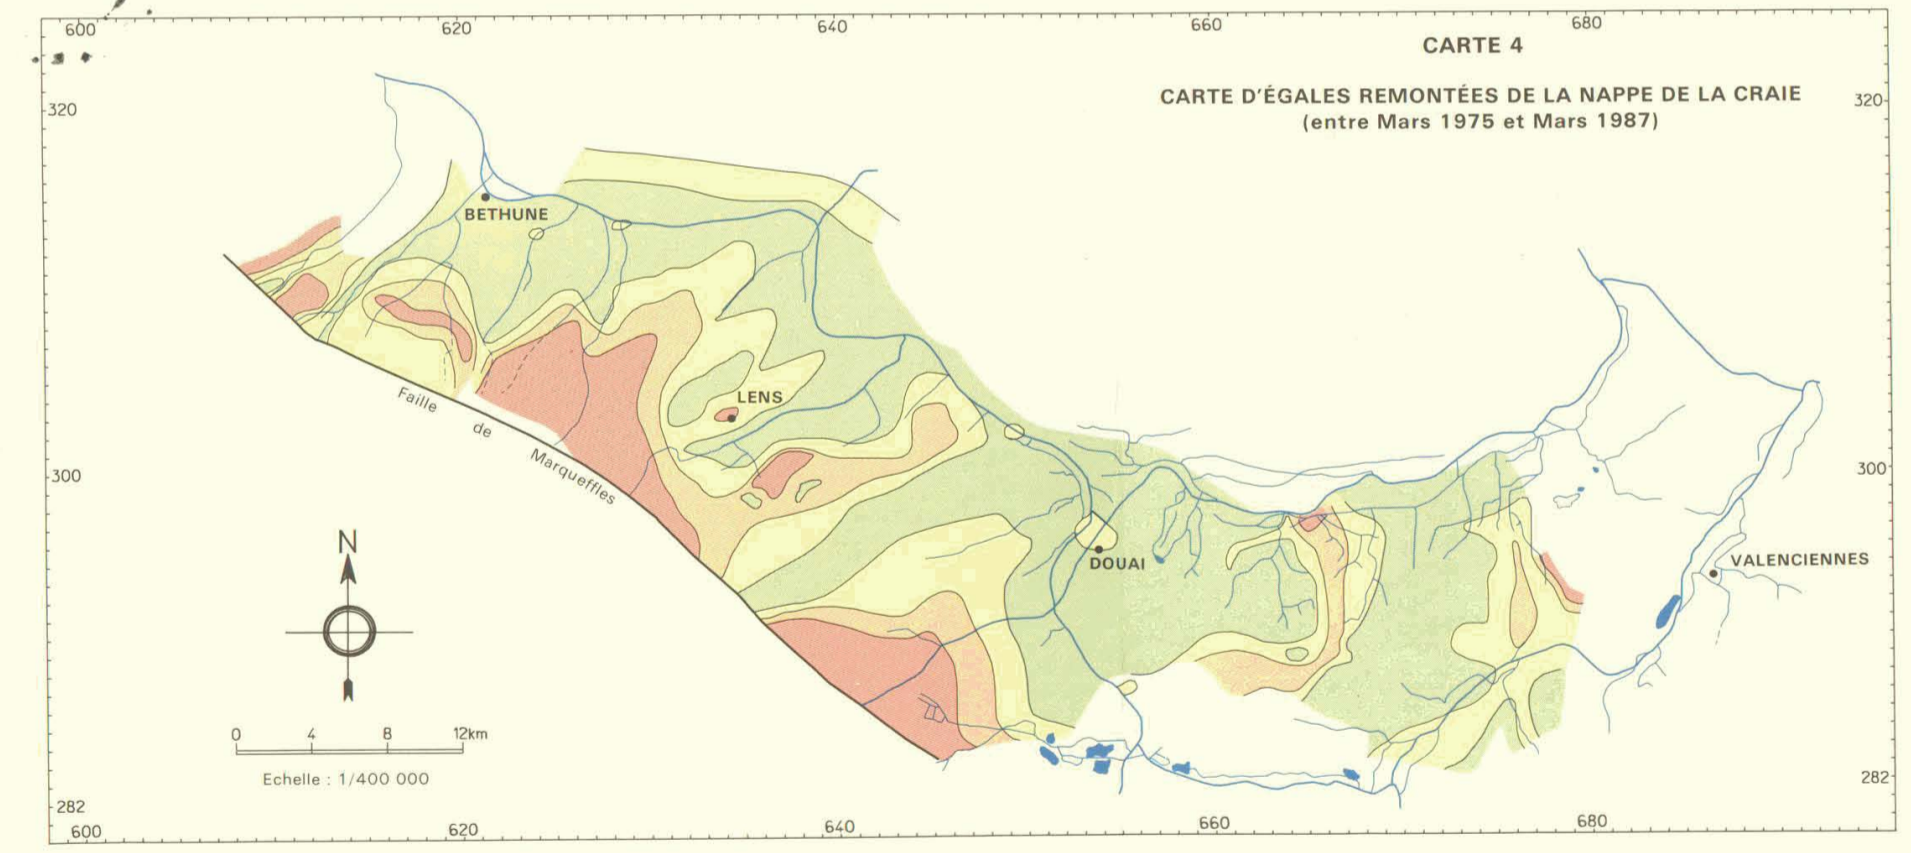 600
620
640
660
680
CARTE 4
320
CARTE D'ÉGALES REMONTÉES DE LA NAPPE DE LA CRAIE
320
(entre Mars 1975 et Mars 1987)
BETHUNE
LENS
Faille
de
Marqueffles
300
300
N
DOUAI
VALENCIENNES
0 4 8 12km
Echelle : 1/400 000
282
282
600
620
640
660
680